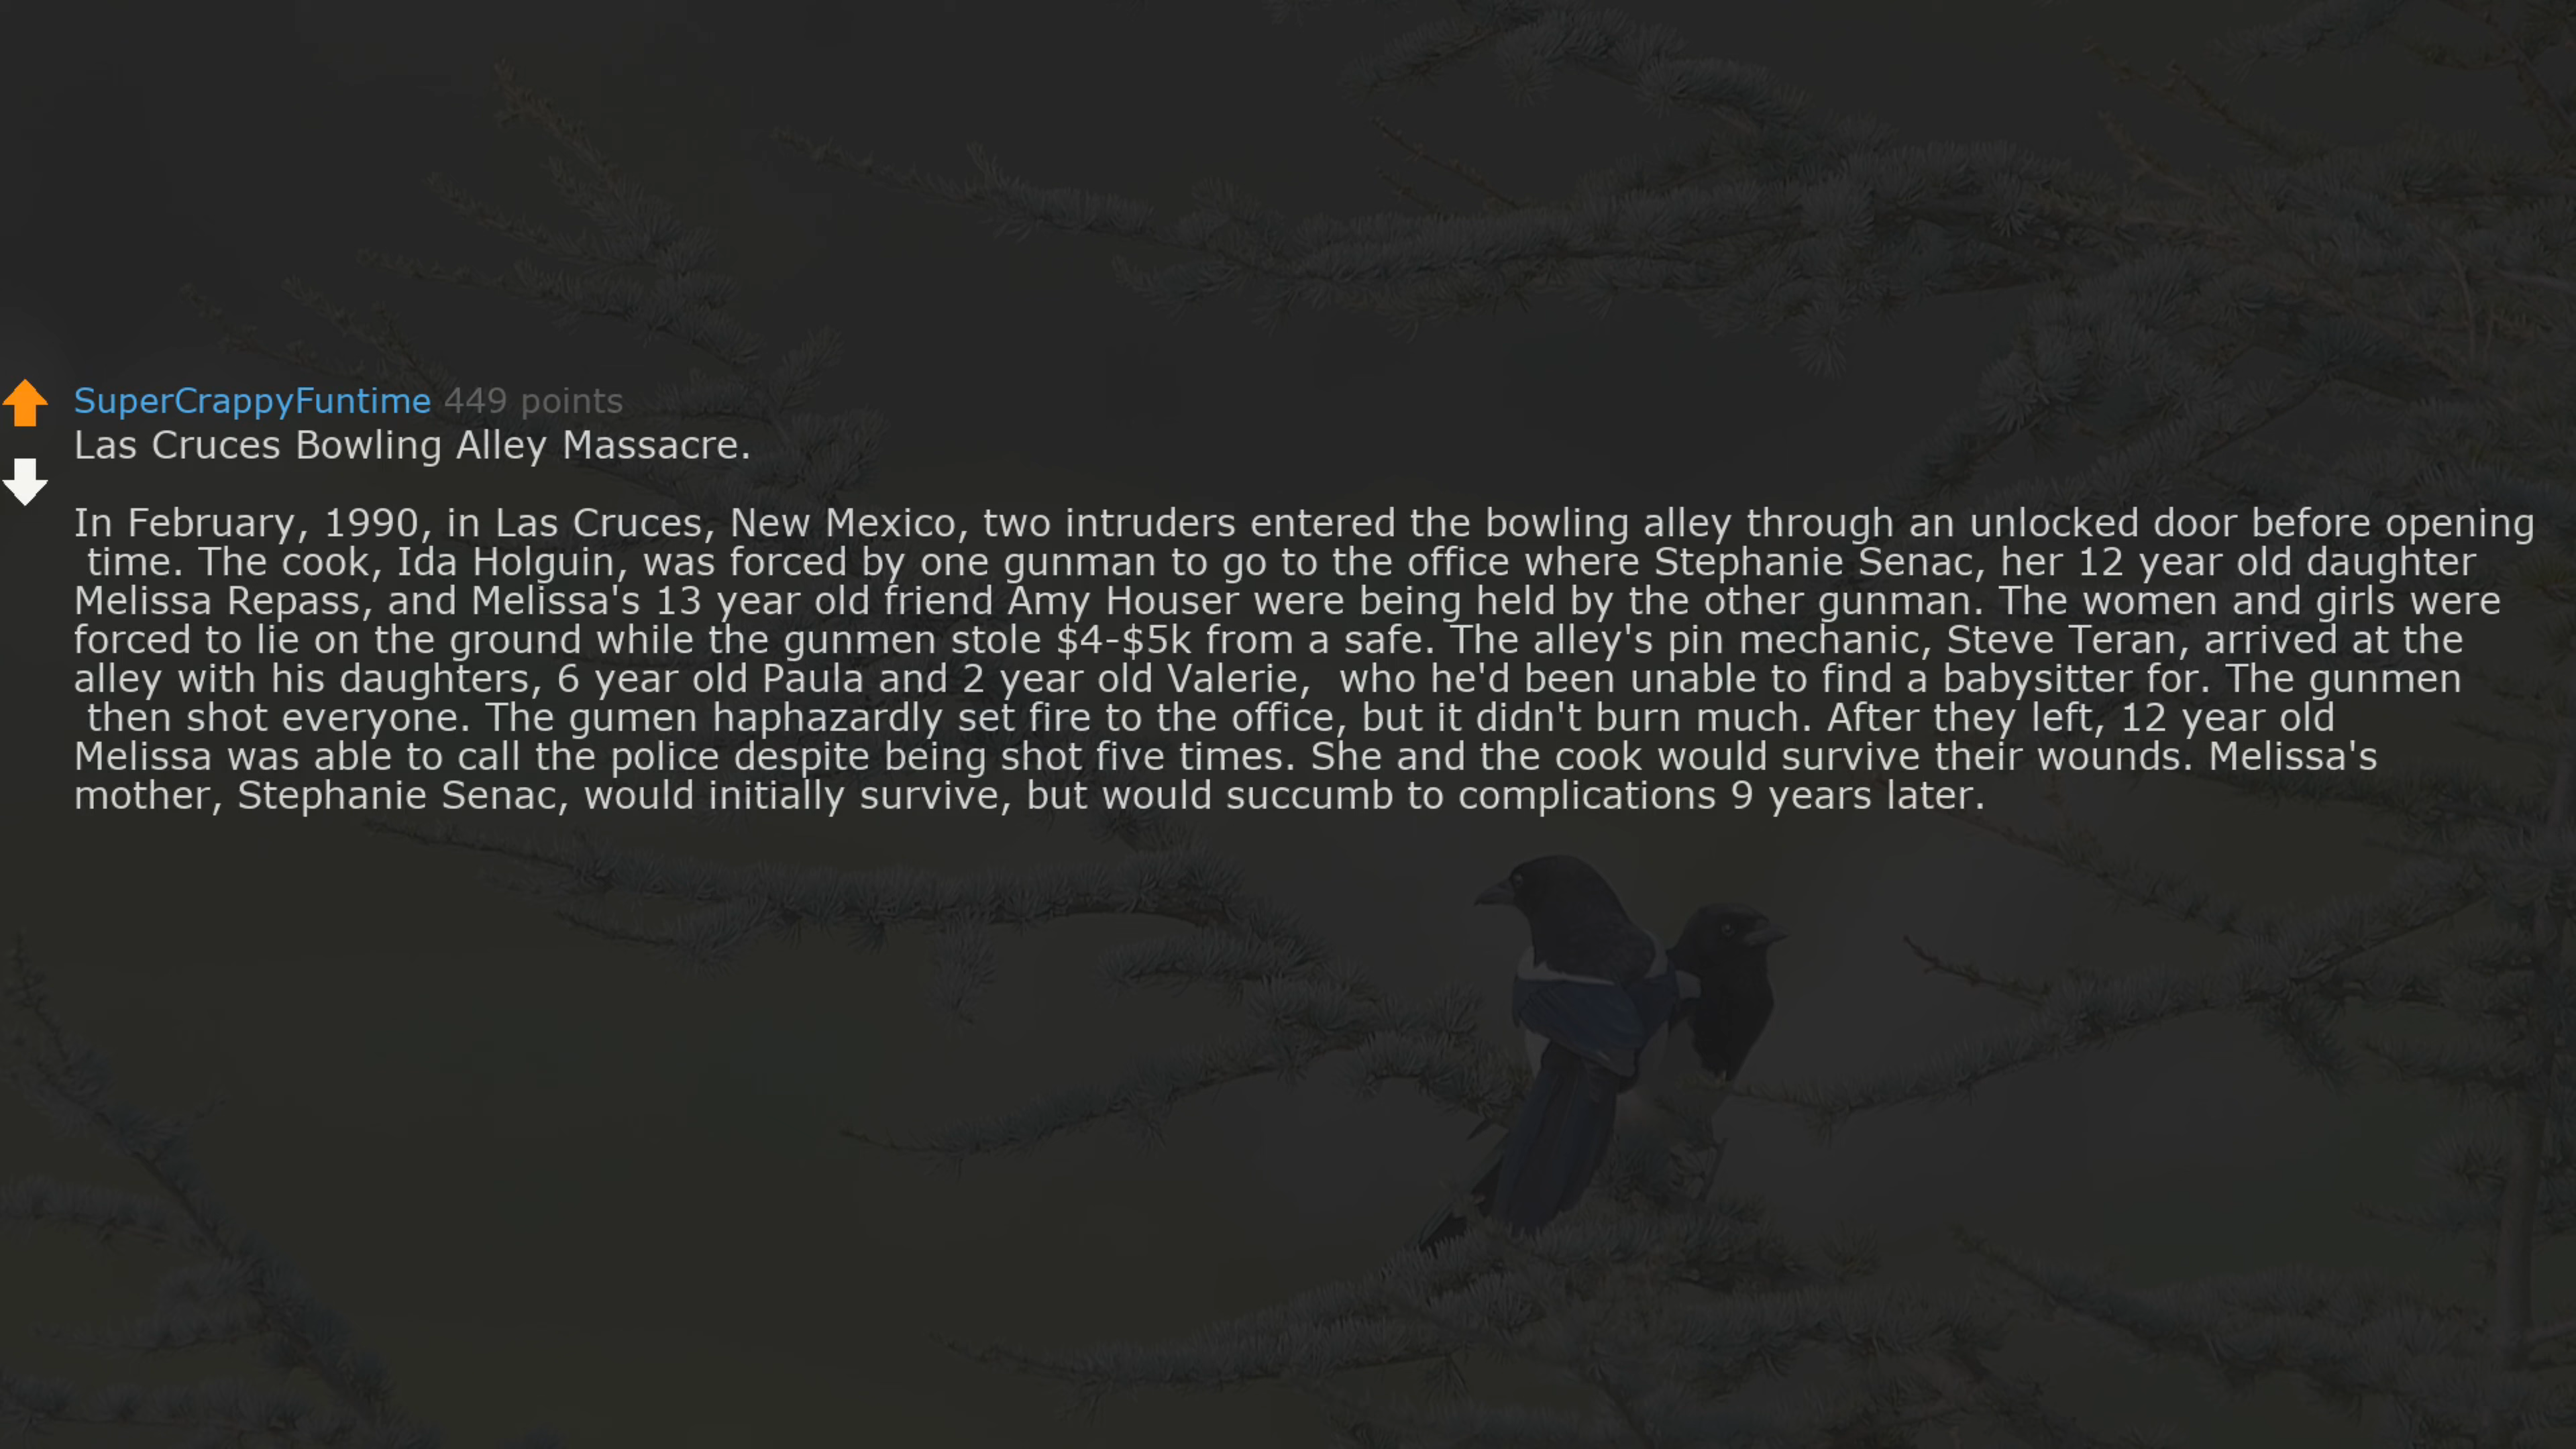 SuperCrappyFuntime 449 points
Las Cruces Bowling Alley Massacre.
In February, 1990, in Las Cruces, New Mexico, two intruders entered the bowling alley through an unlocked door before opening
time. The cook, Ida Holguin, was forced by one gunman to go to the office where Stephanie Senac, her 12 year old daughter
Melissa Repass, and Melissa's 13 year old friend Amy Houser were being held by the other gunman. The women and girls were
forced to lie on the ground while the gunmen stole $4-$5k from a safe. The alley's pin mechanic, Steve Teran, arrived at the
alley with his daughters, 6 year old Paula and 2 year old Valerie,  who he'd been unable to find a babysitter for. The gunmen
then shot everyone. The gumen haphazardly set fire to the office, but it didn't burn much. After they left, 12 year old
Melissa was able to call the police despite being shot five times. She and the cook would survive their wounds. Melissa's
mother, Stephanie Senac, would initially survive, but would succumb to complications 9 years later.